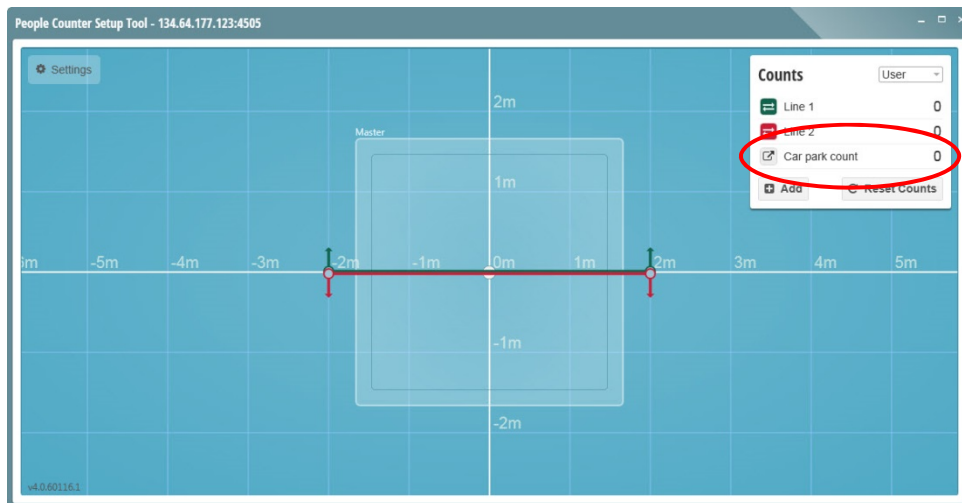 People Counter Setup Tool - 134.64.177.123:4505
Settings
Counts
User
Line 1 0
Line 2 0
Car park count 0
Add
Reset Counts
Master
2m
1m
-5m -4m -3m -2m -1m 0m 1m 2m 3m 4m 5m
-1m
-2m
v4.0.60116.1